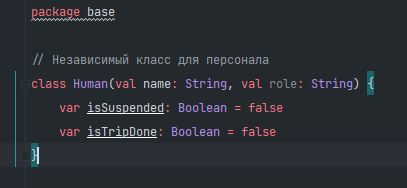 package base
// Независимый класс для персонала
class Human(val name: String, val role: String) {
var isSuspended: Boolean = false
var isTripDone: Boolean = false
}